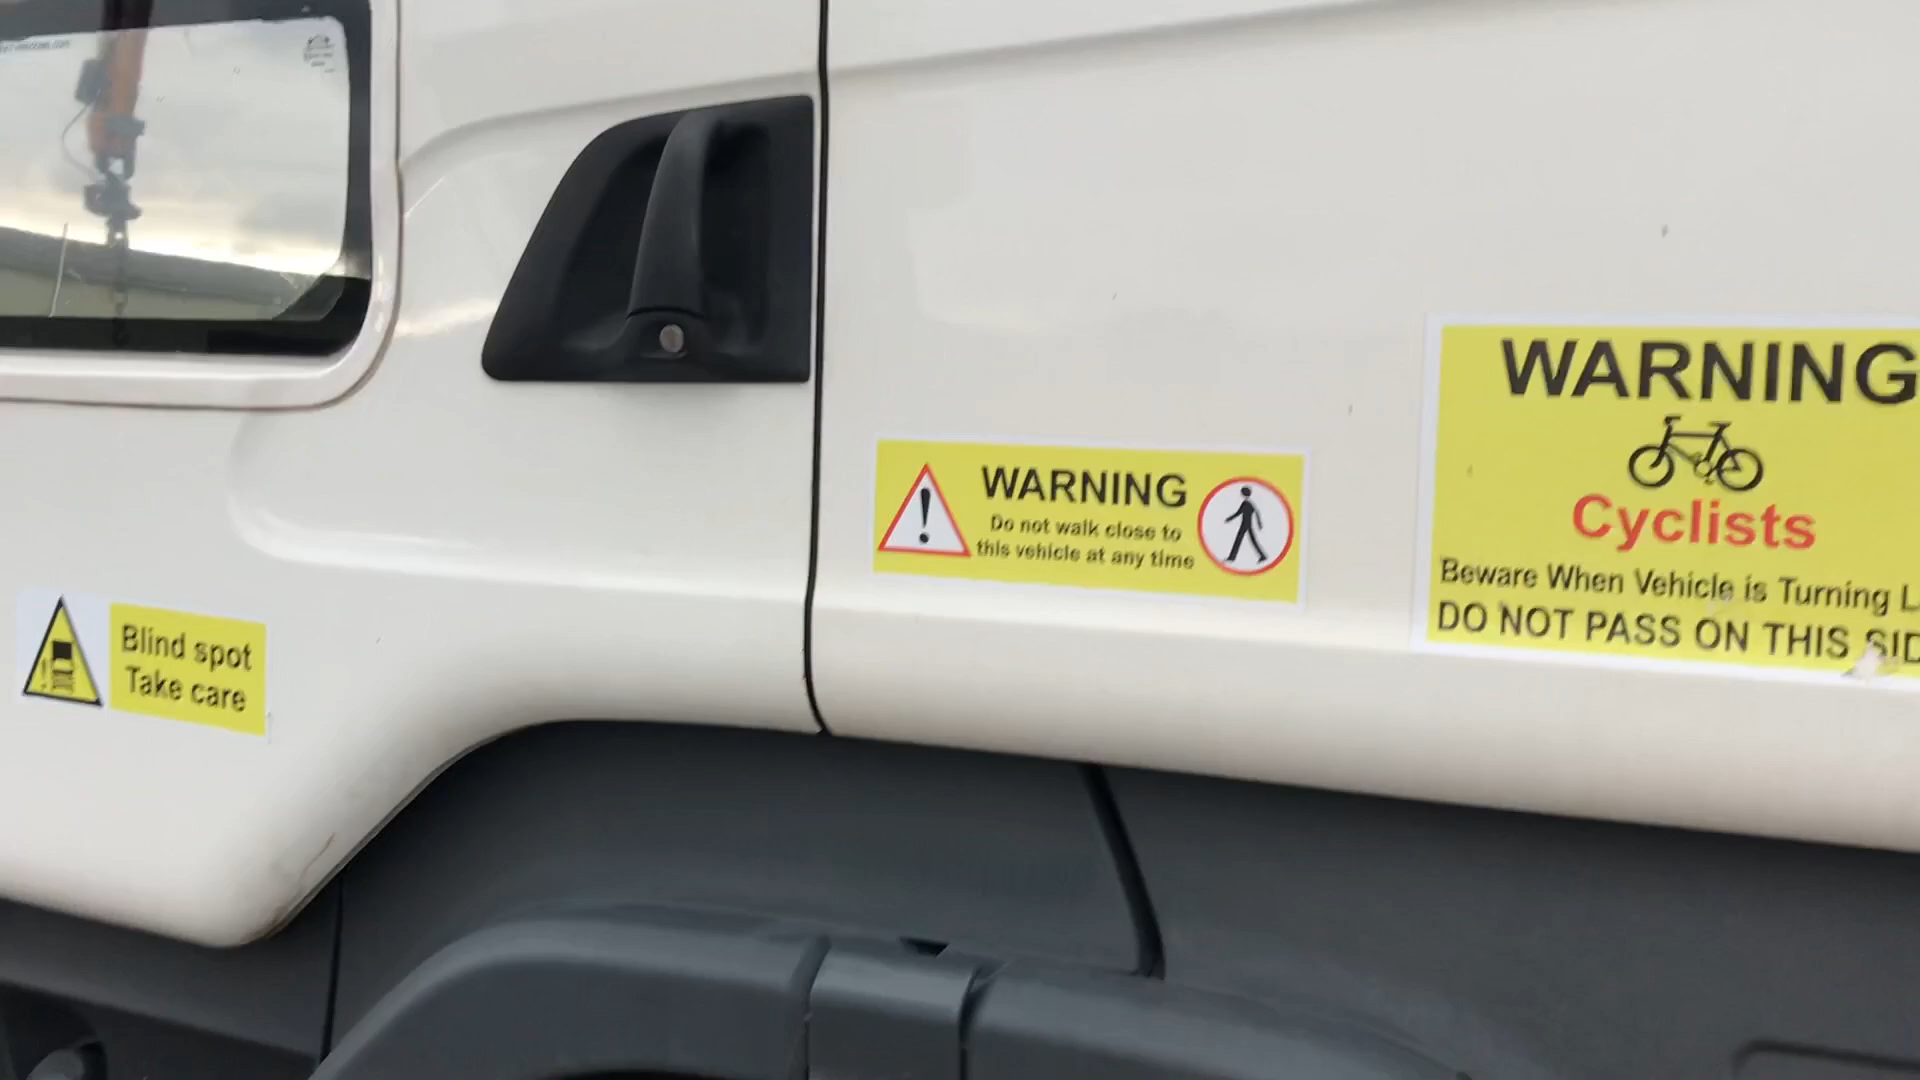 Blind spot
Take care
WARNING
Do not walk close to
this vehicle at any time
WARNING
Cyclists
Beware When Vehicle is Turning L
DO NOT PASS ON THIS SID